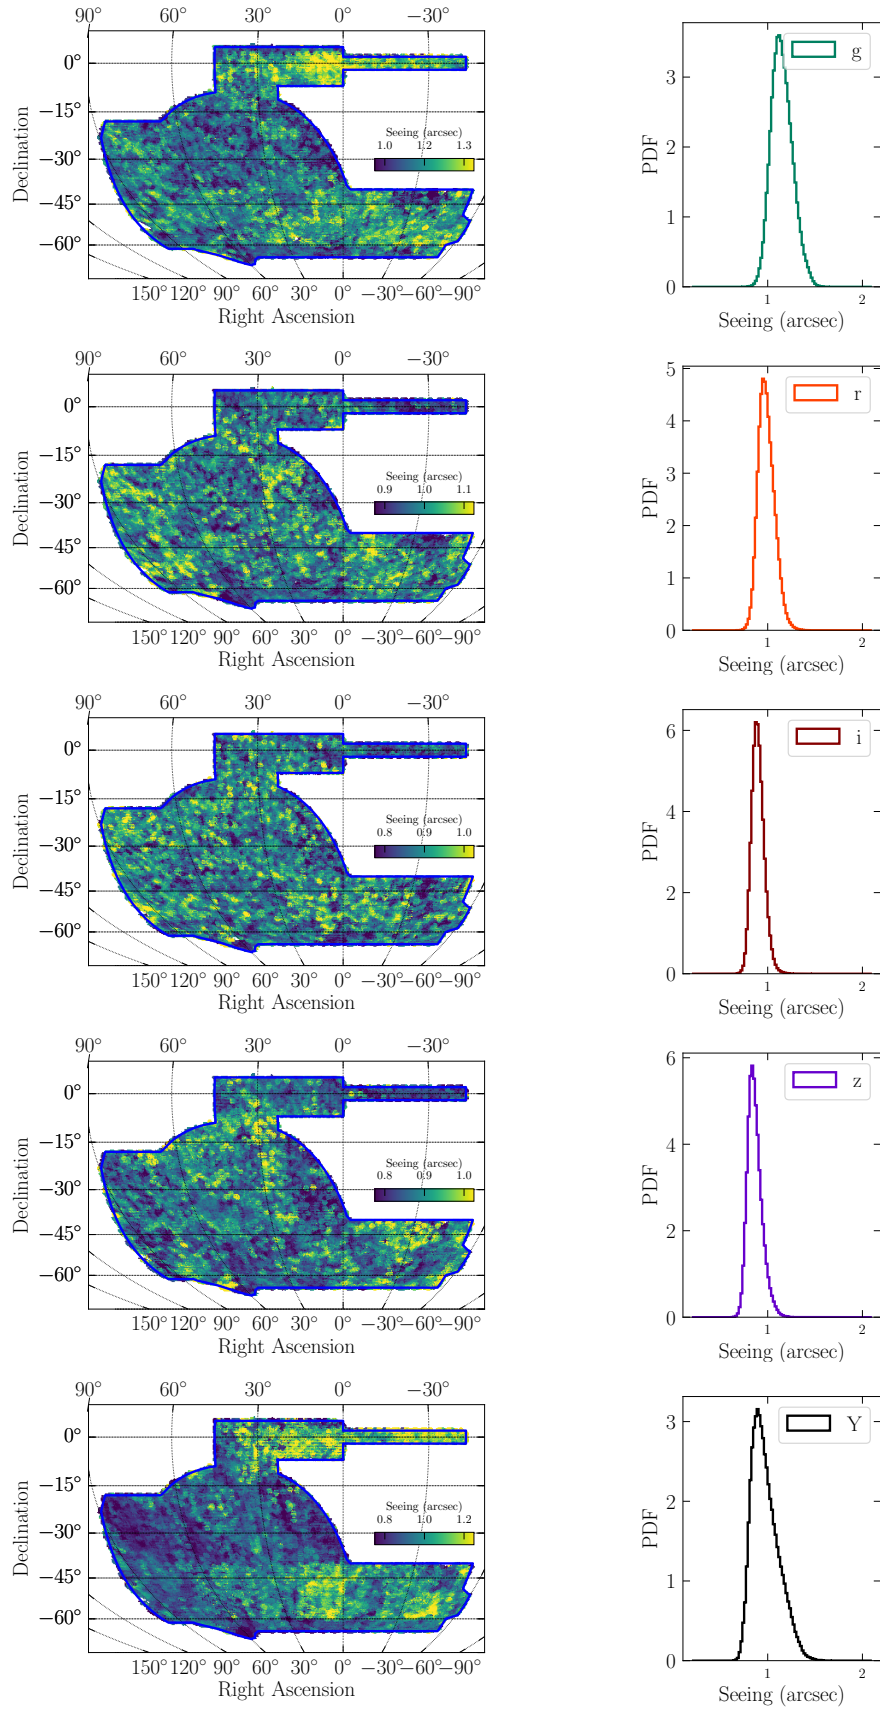 90° 60° 30° 0° −30°
0°
−15°
−30°
−45°
−60°
Declination
Seeing (arcsec)
1.0 1.2 1.3
150° 120° 90° 60° 30° 0° −30° −60° −90°
Right Ascension
g
3
2
1
0
PDF
1 2
Seeing (arcsec)
90° 60° 30° 0° −30°
0°
−15°
−30°
−45°
−60°
Declination
Seeing (arcsec)
0.9 1.0 1.1
150° 120° 90° 60° 30° 0° −30° −60° −90°
Right Ascension
r
5
4
3
2
1
0
PDF
1 2
Seeing (arcsec)
90° 60° 30° 0° −30°
0°
−15°
−30°
−45°
−60°
Declination
Seeing (arcsec)
0.8 0.9 1.0
150° 120° 90° 60° 30° 0° −30° −60° −90°
Right Ascension
i
6
4
2
0
PDF
1 2
Seeing (arcsec)
90° 60° 30° 0° −30°
0°
−15°
−30°
−45°
−60°
Declination
Seeing (arcsec)
0.8 0.9 1.0
150° 120° 90° 60° 30° 0° −30° −60° −90°
Right Ascension
z
6
4
2
0
PDF
1 2
Seeing (arcsec)
90° 60° 30° 0° −30°
0°
−15°
−30°
−45°
−60°
Declination
Seeing (arcsec)
0.8 1.0 1.2
150° 120° 90° 60° 30° 0° −30° −60° −90°
Right Ascension
Y
3
2
1
0
PDF
1 2
Seeing (arcsec)